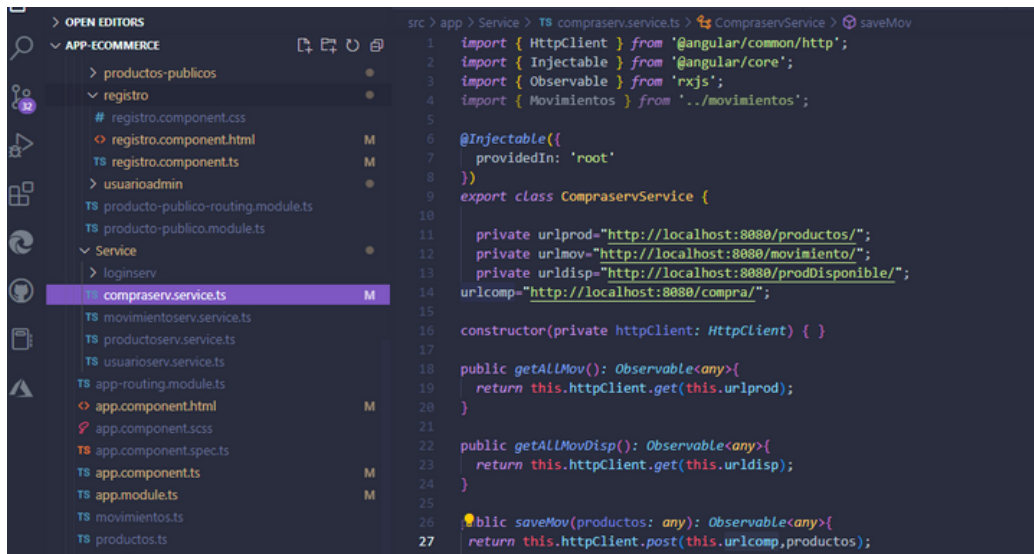 OPEN EDITORS
APP-ECOMMERCE
productos-publicos
registro
# registro.component.css
<> registro.component.html M
TS registro.component.ts M
usuarioadmin
TS producto-publico-routing.module.ts
TS producto-publico.module.ts
Service
loginserv
TS compraserv.service.ts M
TS movimientoserv.service.ts
TS productoserv.service.ts
TS usuarioserv.service.ts
TS app-routing.module.ts
<> app.component.html M
app.component.scss
TS app.component.spec.ts
TS app.component.ts M
TS app.module.ts M
TS movimientos.ts
TS productos.ts
32
src > app > Service > TS compraserv.service.ts > CompraservService > saveMov
1 import { HttpClient } from '@angular/common/http';
2 import { Injectable } from '@angular/core';
3 import { Observable } from 'rxjs';
4 import { Movimientos } from '../movimientos';
5
6 @Injectable({
7 providedIn: 'root'
8 })
9 export class CompraservService {
10
11 private urlprod="http://localhost:8080/productos/";
12 private urlmov="http://localhost:8080/movimiento/";
13 private urldisp="http://localhost:8080/prodDisponible/";
14 urlcomp="http://localhost:8080/compra/";
15
16 constructor(private httpClient: HttpClient) { }
17
18 public getAllMov(): Observable<any>{
19 return this.httpClient.get(this.urlprod);
20 }
21
22 public getAllMovDisp(): Observable<any>{
23 return this.httpClient.get(this.urldisp);
24 }
25
26 blic saveMov(productos: any): Observable<any>{
27 return this.httpClient.post(this.urlcomp,productos);